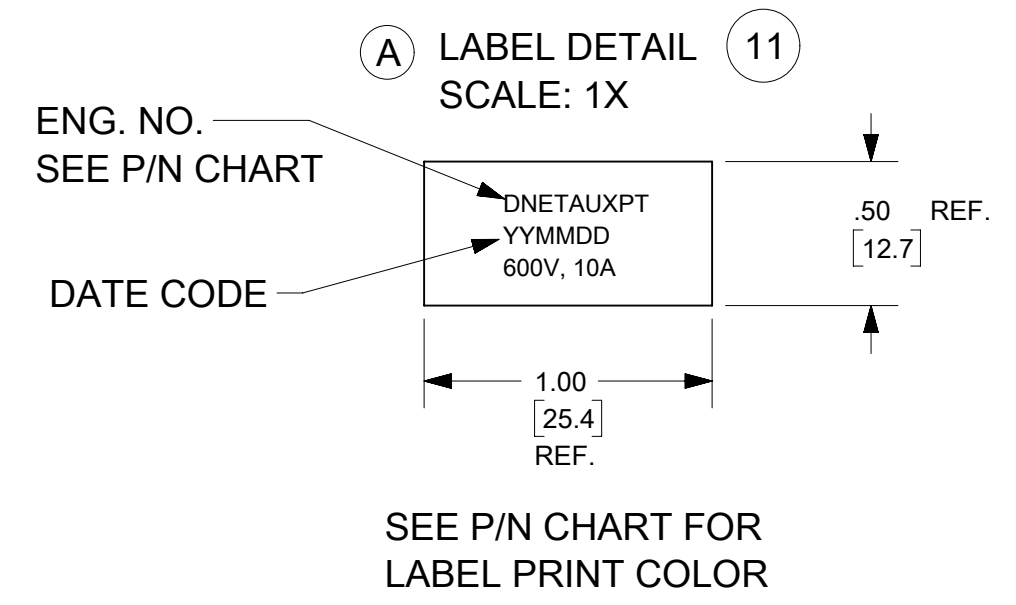 A LABEL DETAIL 11
SCALE: 1X
ENG. NO.
SEE P/N CHART
DNETAUXPT
YYMMDD
600V, 10A
DATE CODE
.50 REF.
[12.7]
1.00
[25.4]
REF.
SEE P/N CHART FOR
LABEL PRINT COLOR